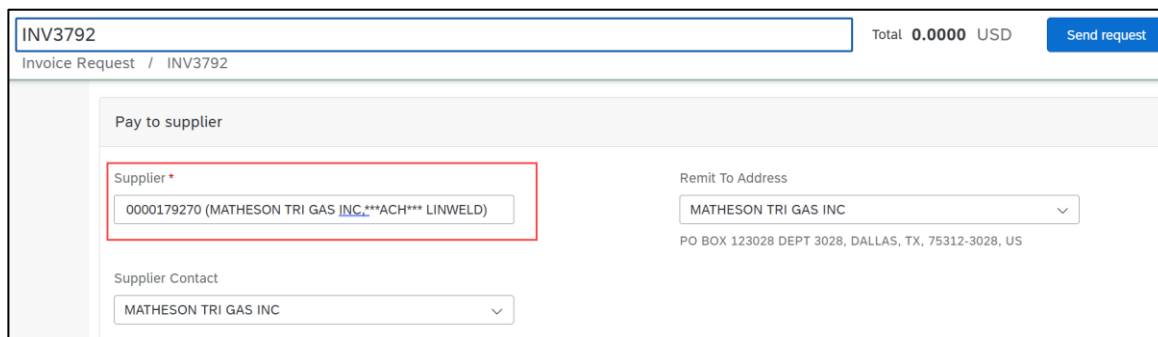 INV3792
Total 0.0000 USD
Send request
Invoice Request / INV3792
Pay to supplier
Supplier *
0000179270 (MATHESON TRI GAS INC,***ACH*** LINWELD)
Remit To Address
MATHESON TRI GAS INC
PO BOX 123028 DEPT 3028, DALLAS, TX, 75312-3028, US
Supplier Contact
MATHESON TRI GAS INC